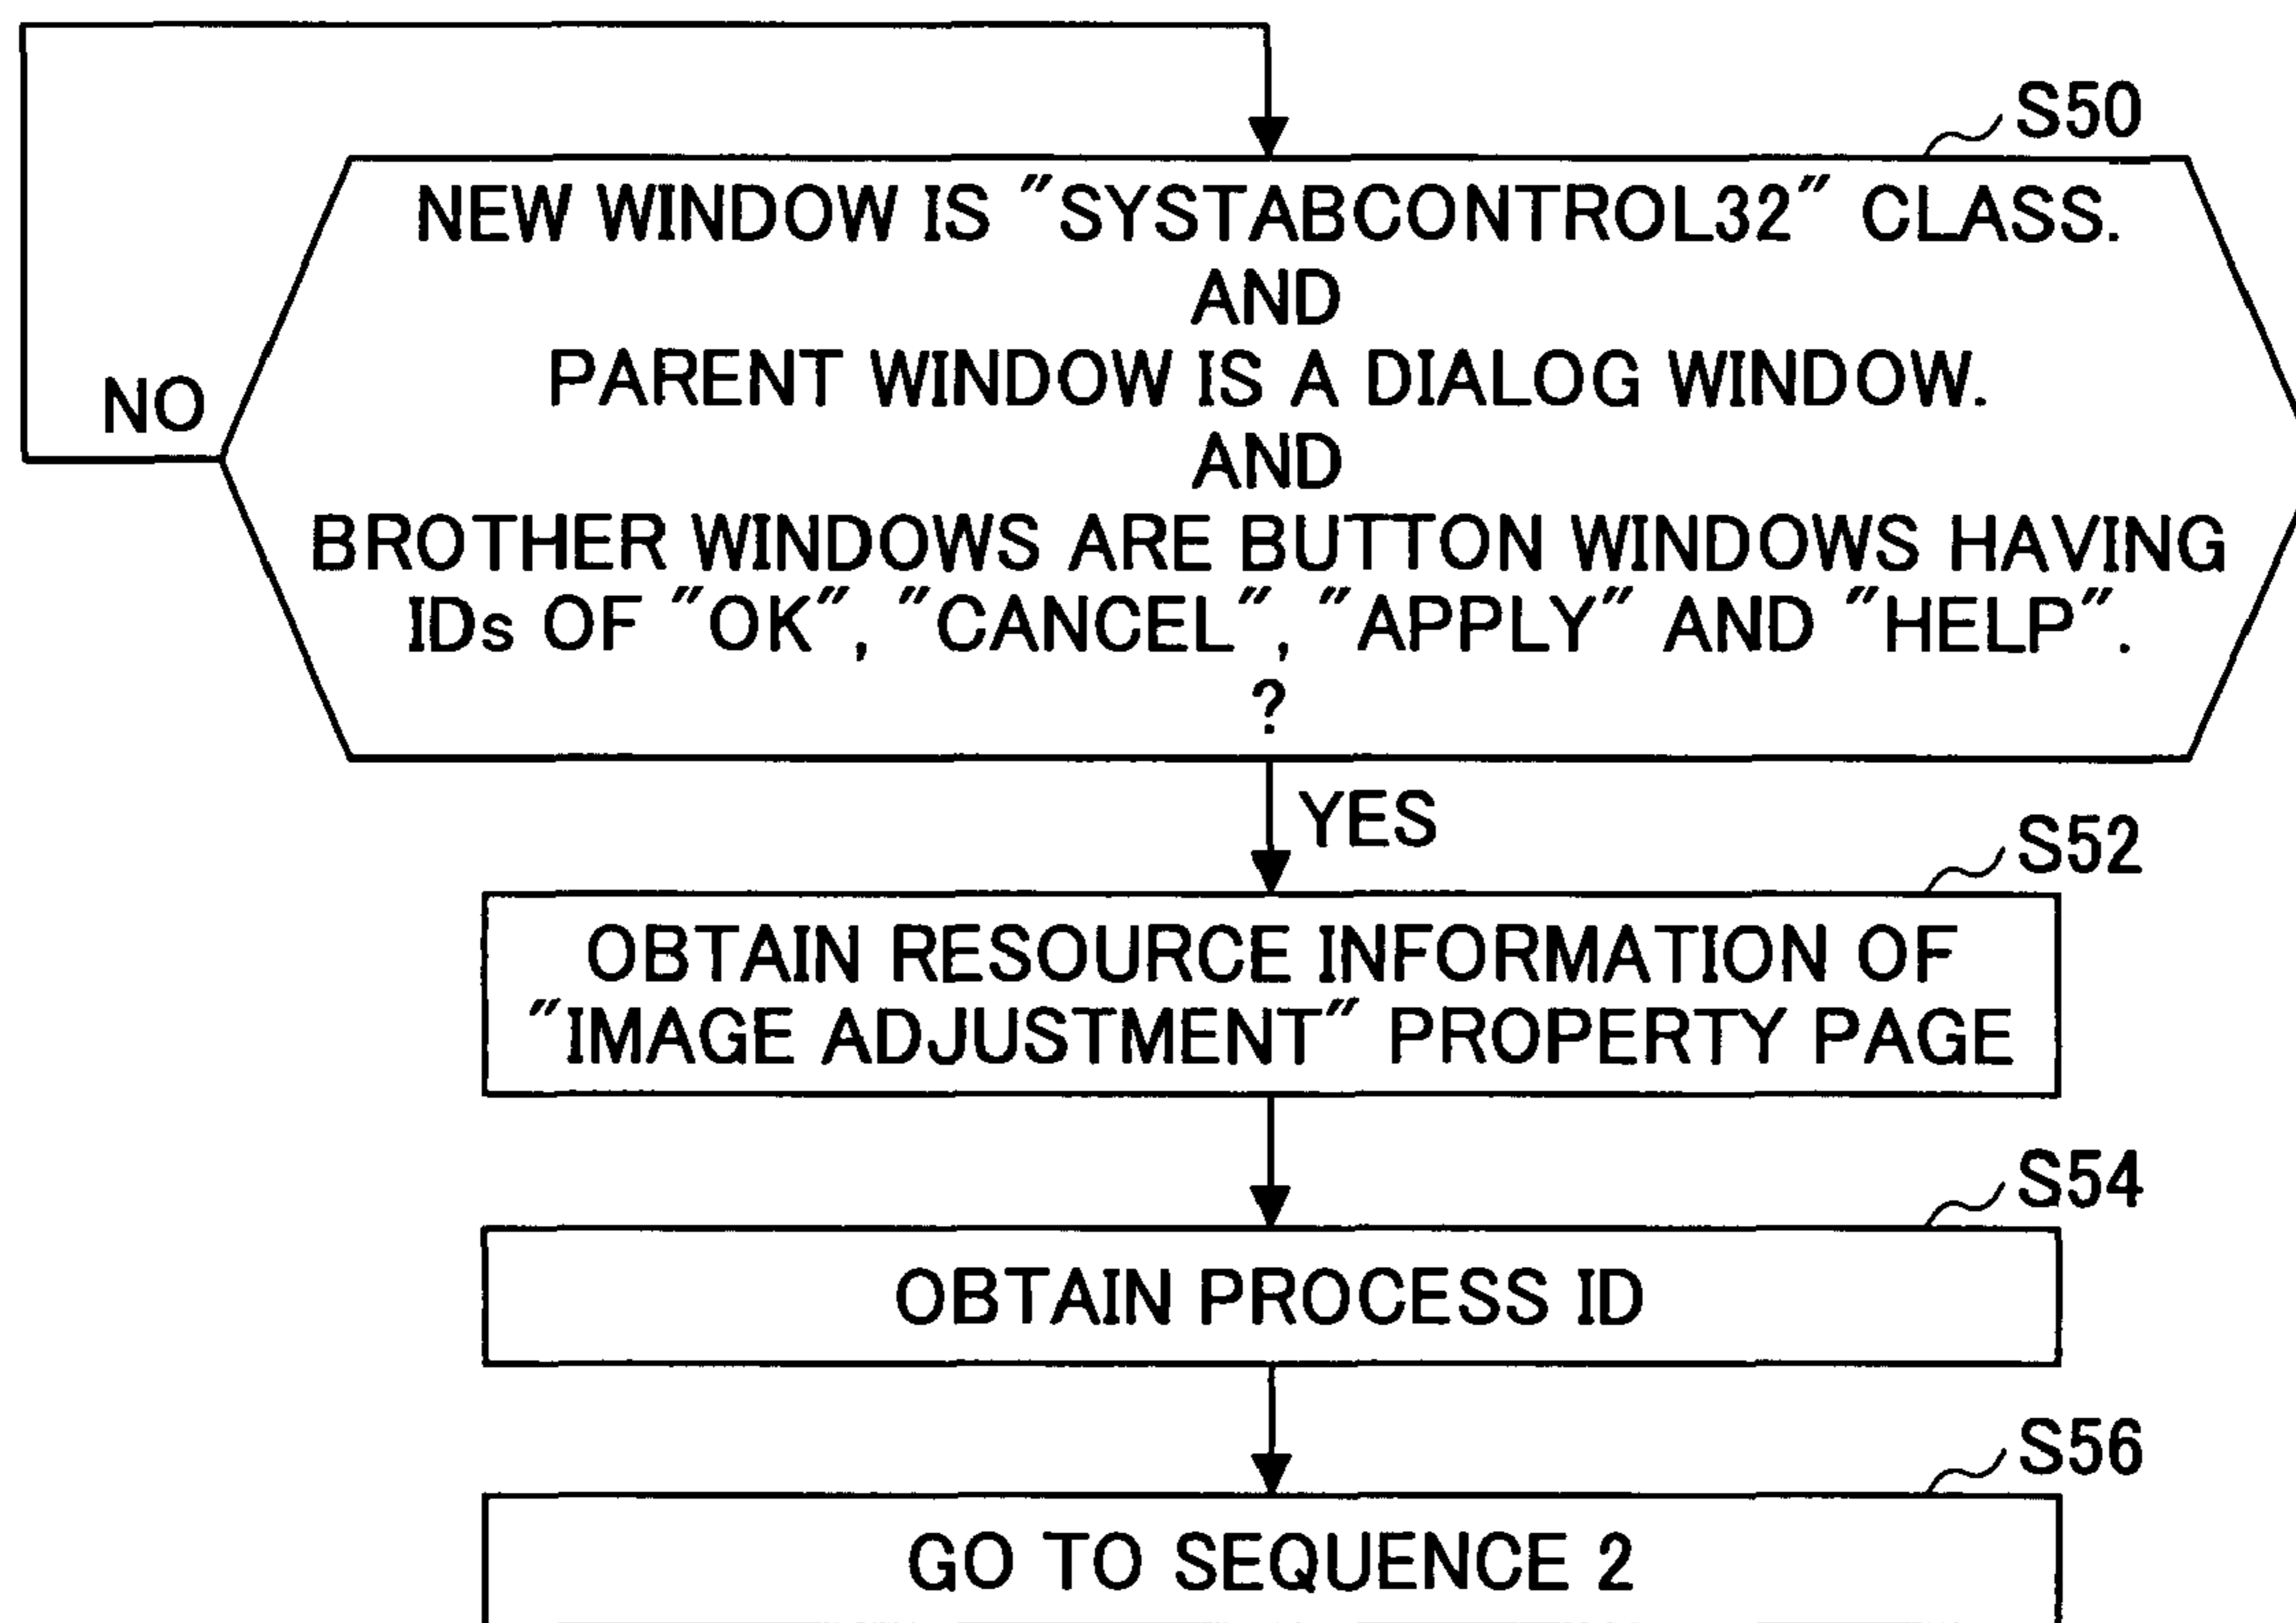 S50
NEW WINDOW IS "SYSTABCONTROL32" CLASS.
AND
PARENT WINDOW IS A DIALOG WINDOW.
AND
BROTHER WINDOWS ARE BUTTON WINDOWS HAVING
IDs OF "OK", "CANCEL", "APPLY" AND "HELP".
?
NO
YES
S52
OBTAIN RESOURCE INFORMATION OF
"IMAGE ADJUSTMENT" PROPERTY PAGE
S54
OBTAIN PROCESS ID
S56
GO TO SEQUENCE 2